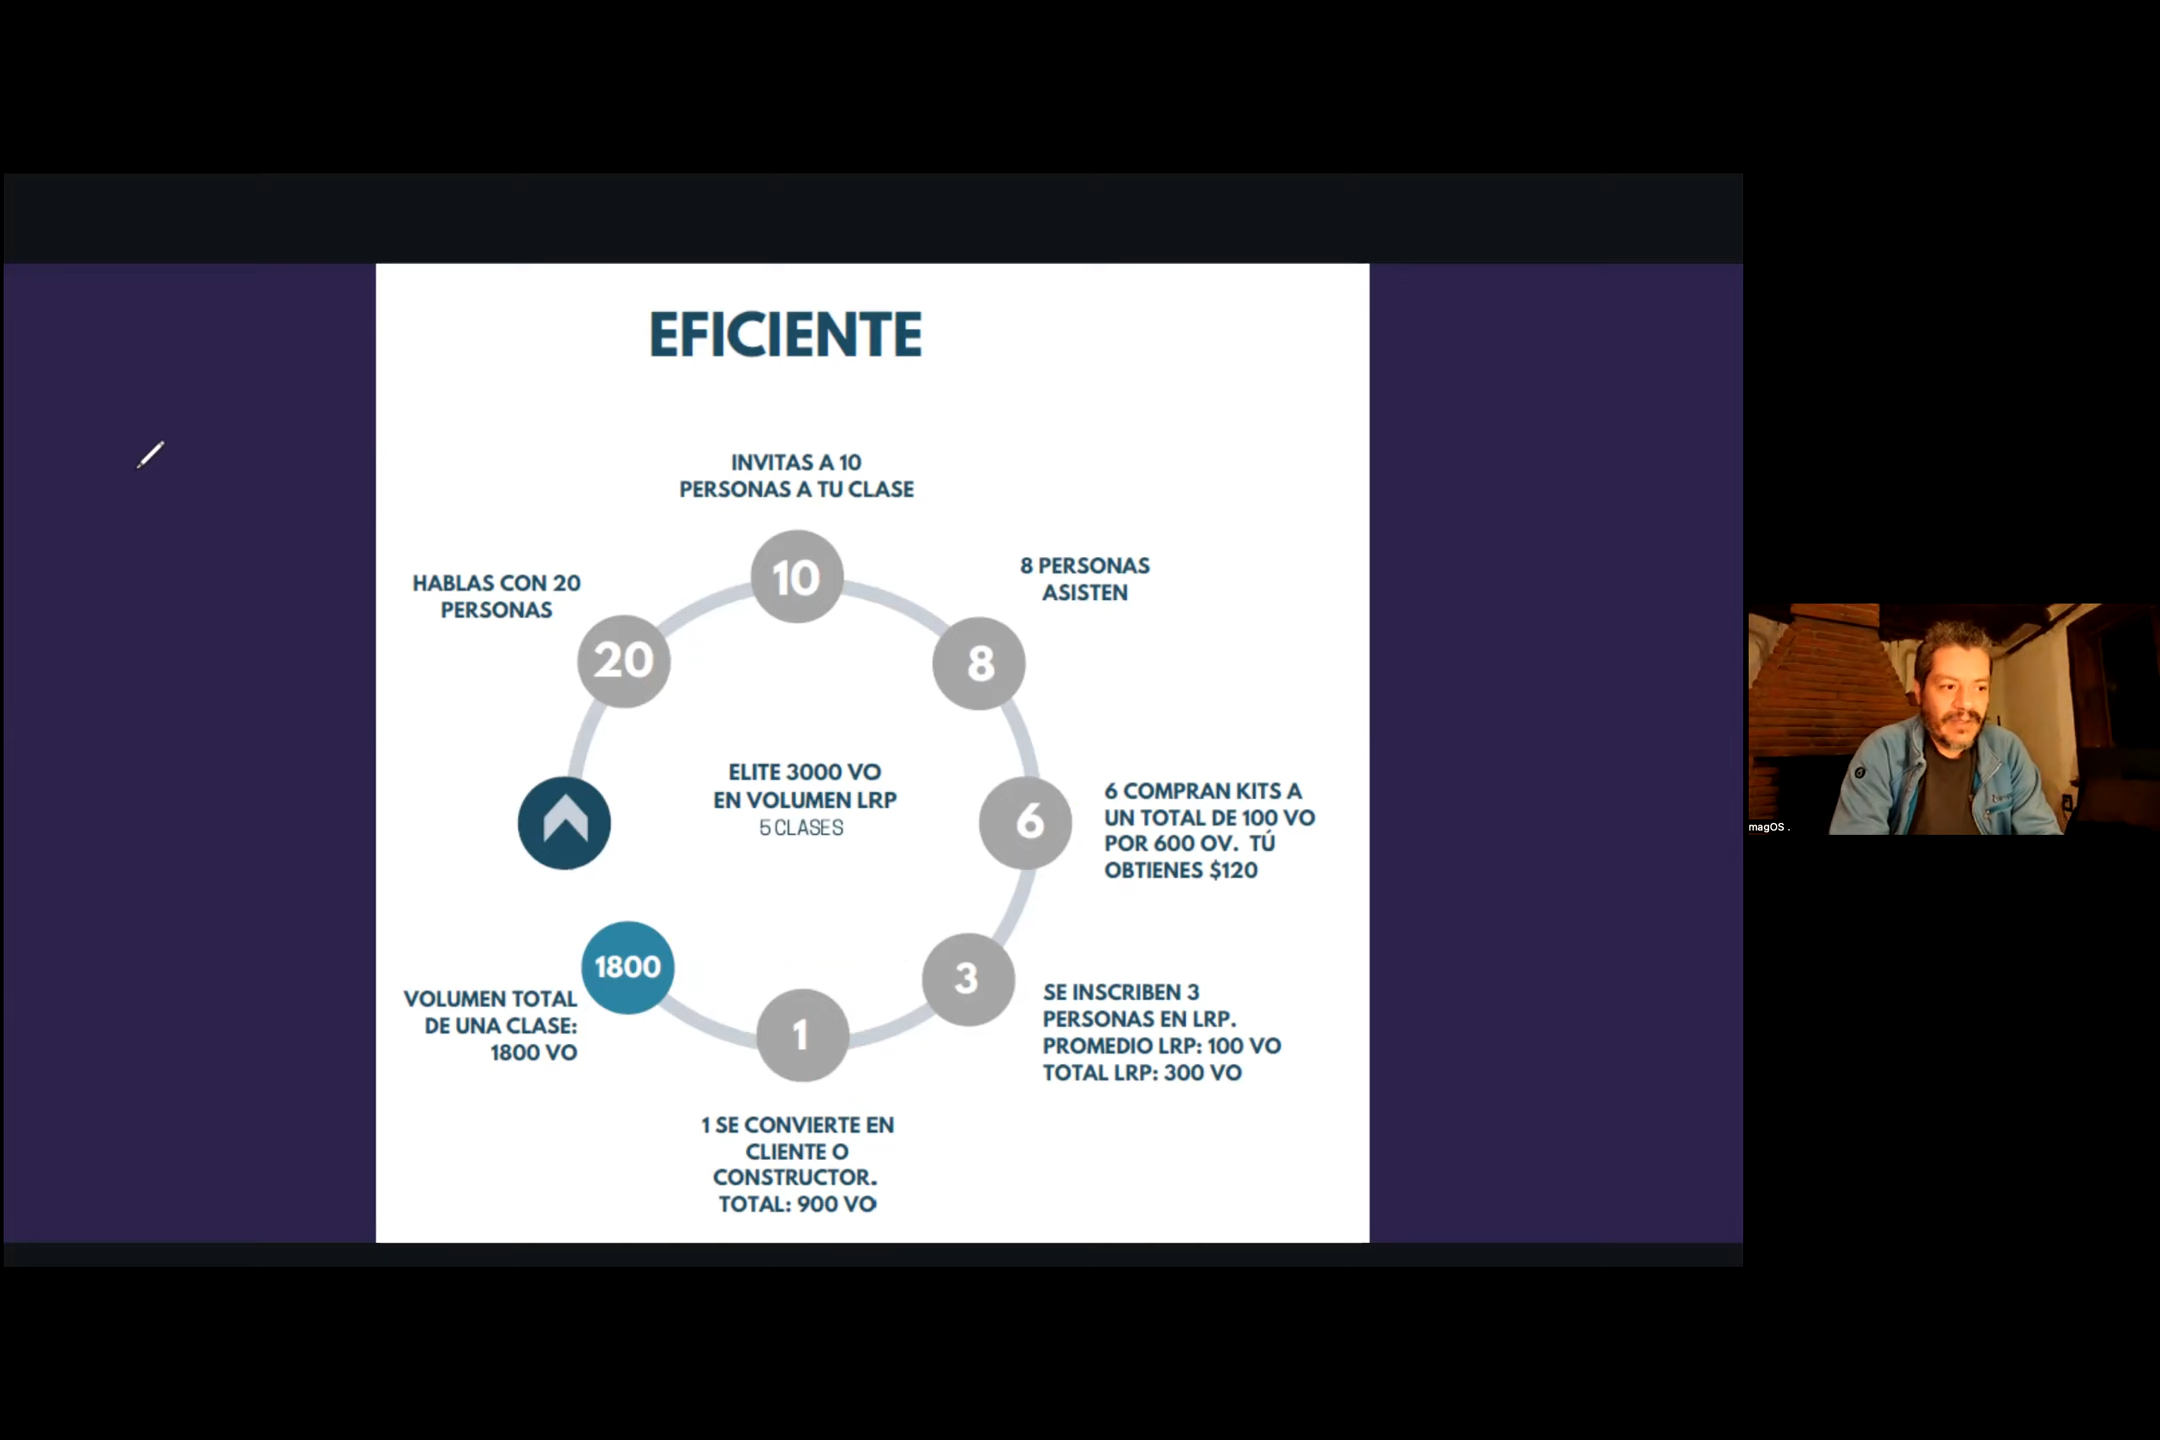 EFICIENTE
INVITAS A 10
PERSONAS A TU CLASE
10
HABLAS CON 20
PERSONAS
20
8 PERSONAS
ASISTEN
8
ELITE 3000 VO
EN VOLUMEN LRP
5 CLASES
6
6 COMPRAN KITS A
UN TOTAL DE 100 VO
POR 600 OV. TÚ
OBTIENES $120
3
SE INSCRIBEN 3
PERSONAS EN LRP.
PROMEDIO LRP: 100 VO
TOTAL LRP: 300 VO
1
1 SE CONVIERTE EN
CLIENTE O
CONSTRUCTOR.
TOTAL: 900 VO
1800
VOLUMEN TOTAL
DE UNA CLASE:
1800 VO
magOS .